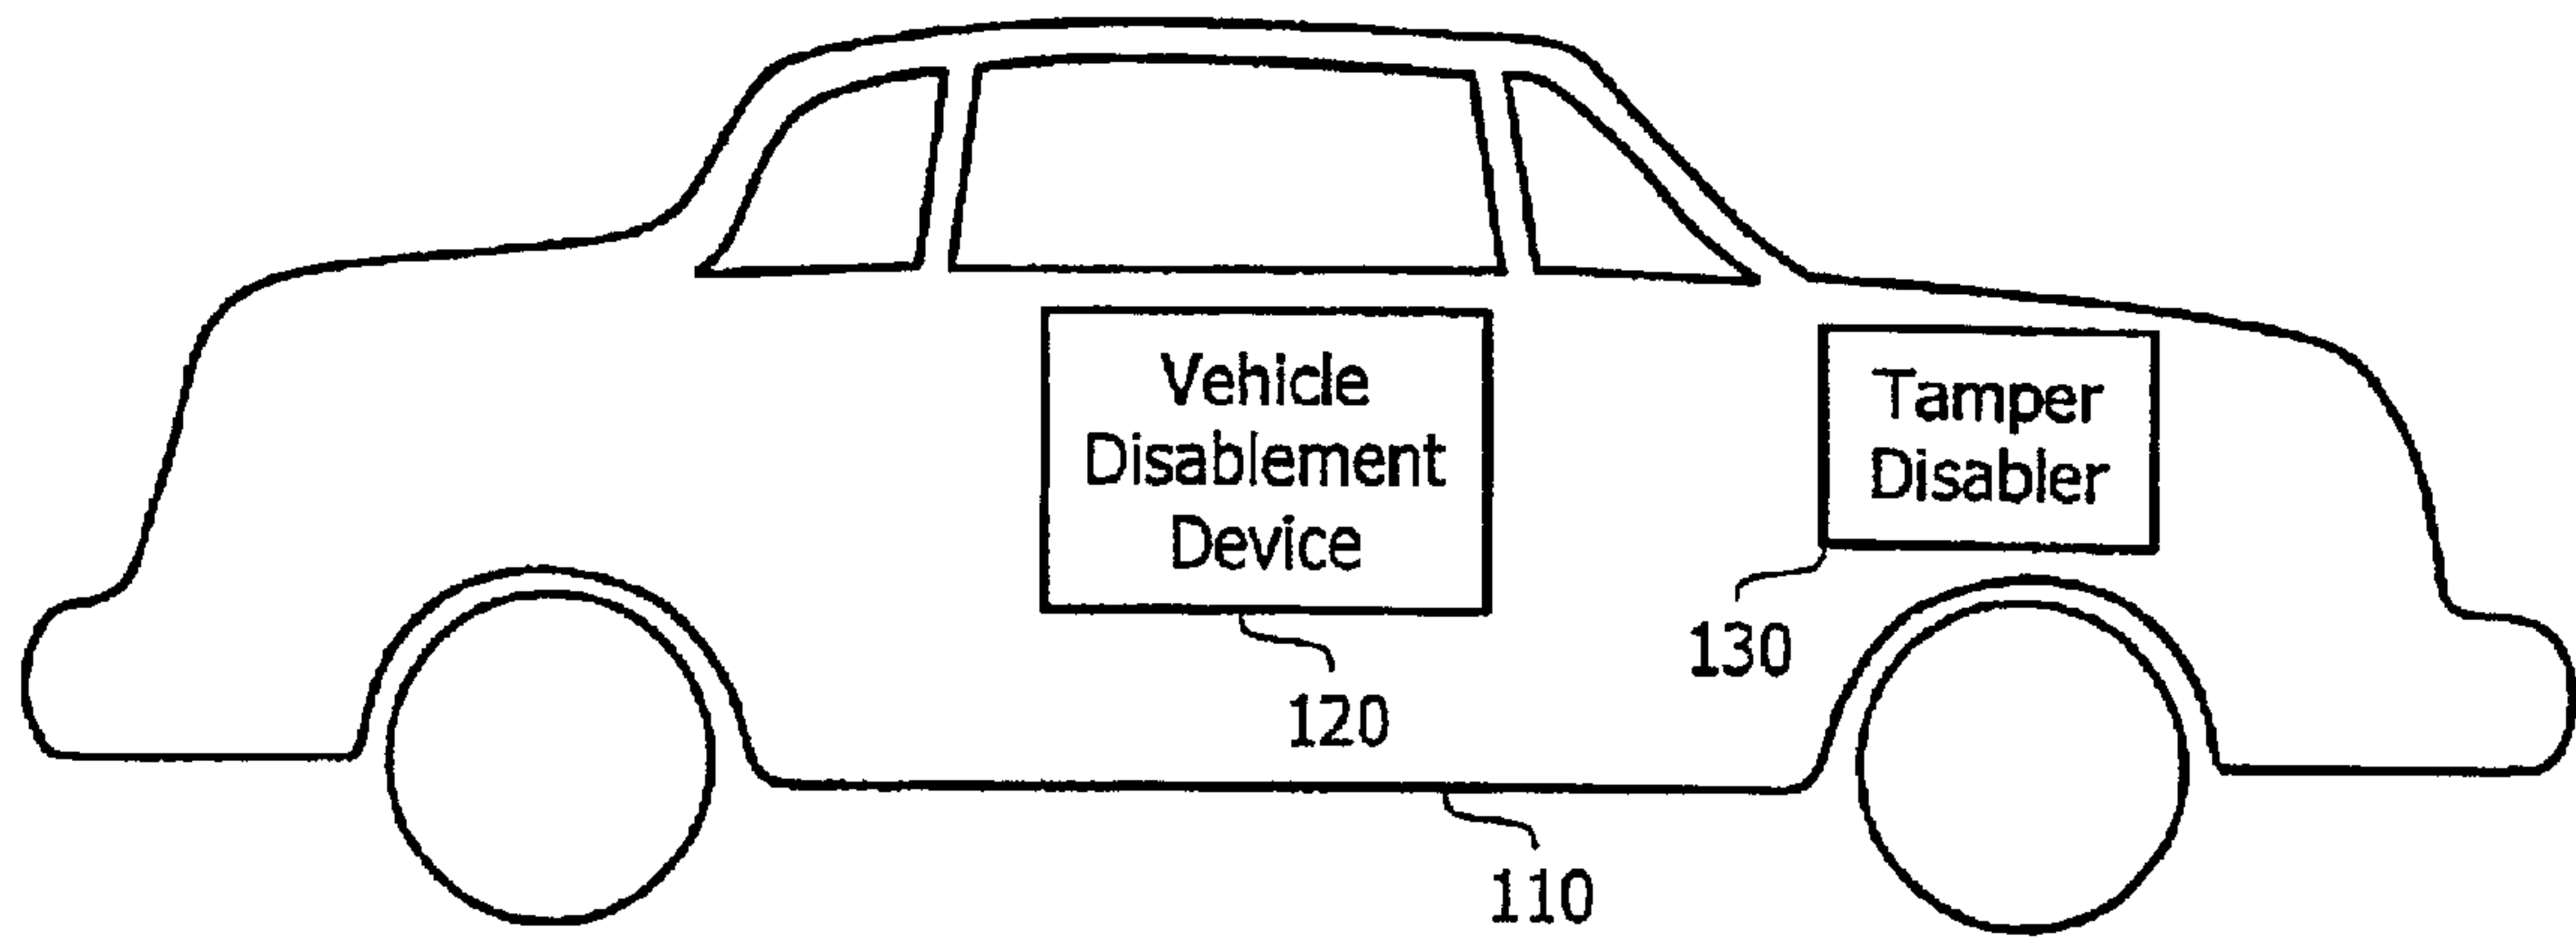 Vehicle
Disablement
Device
Tamper
Disabler
130
120
110